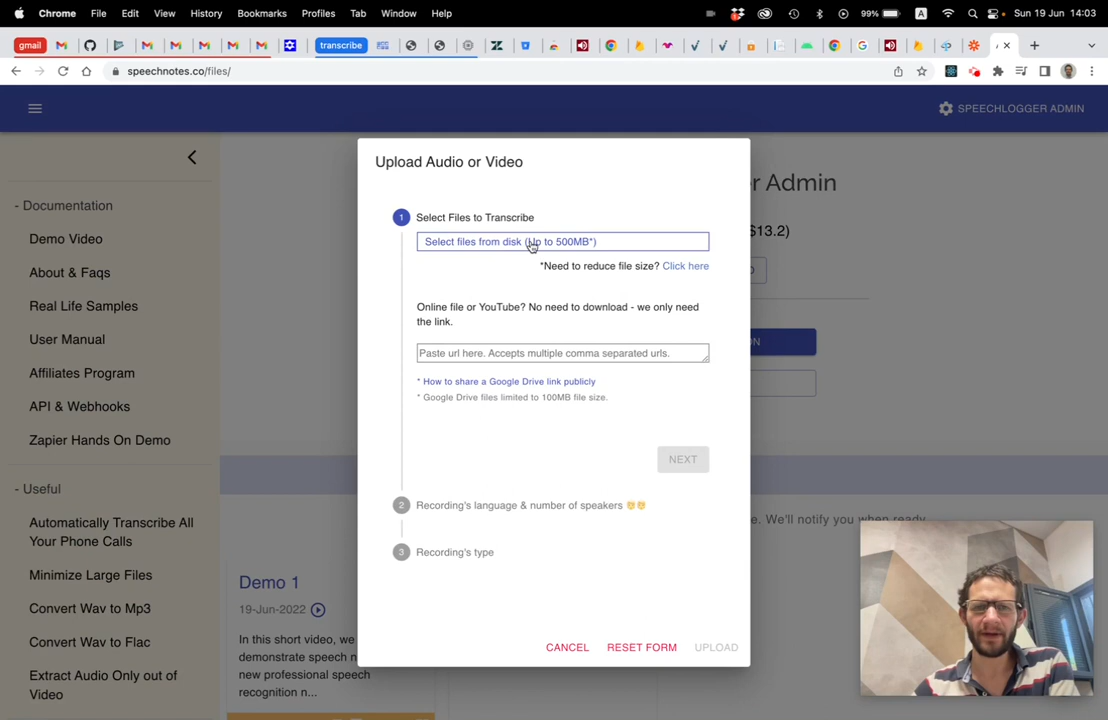 Chrome File Edit View History Bookmarks Profiles Tab Window Help
99% A Sun 19 Jun 14:03
gmail
transcribe
speechnotes.co/files/
SPEECHLOGGER ADMIN
Documentation
Demo Video
About & Faqs
Real Life Samples
User Manual
Affiliates Program
API & Webhooks
Zapier Hands On Demo
Useful
Automatically Transcribe All
Your Phone Calls
Minimize Large Files
Convert Wav to Mp3
Convert Wav to Flac
Extract Audio Only out of
Video
Upload Audio or Video
1 Select Files to Transcribe
Select files from disk (Up to 500MB*)
*Need to reduce file size? Click here
Online file or YouTube? No need to download - we only need
the link.
Paste url here. Accepts multiple comma separated urls.
* How to share a Google Drive link publicly
* Google Drive files limited to 100MB file size.
NEXT
2 Recording's language & number of speakers
3 Recording's type
CANCEL RESET FORM UPLOAD
Admin
$13.2)
We'll notify you when ready
Demo 1
19-Jun-2022
In this short video, we
demonstrate speech n
new professional speech
recognition n...